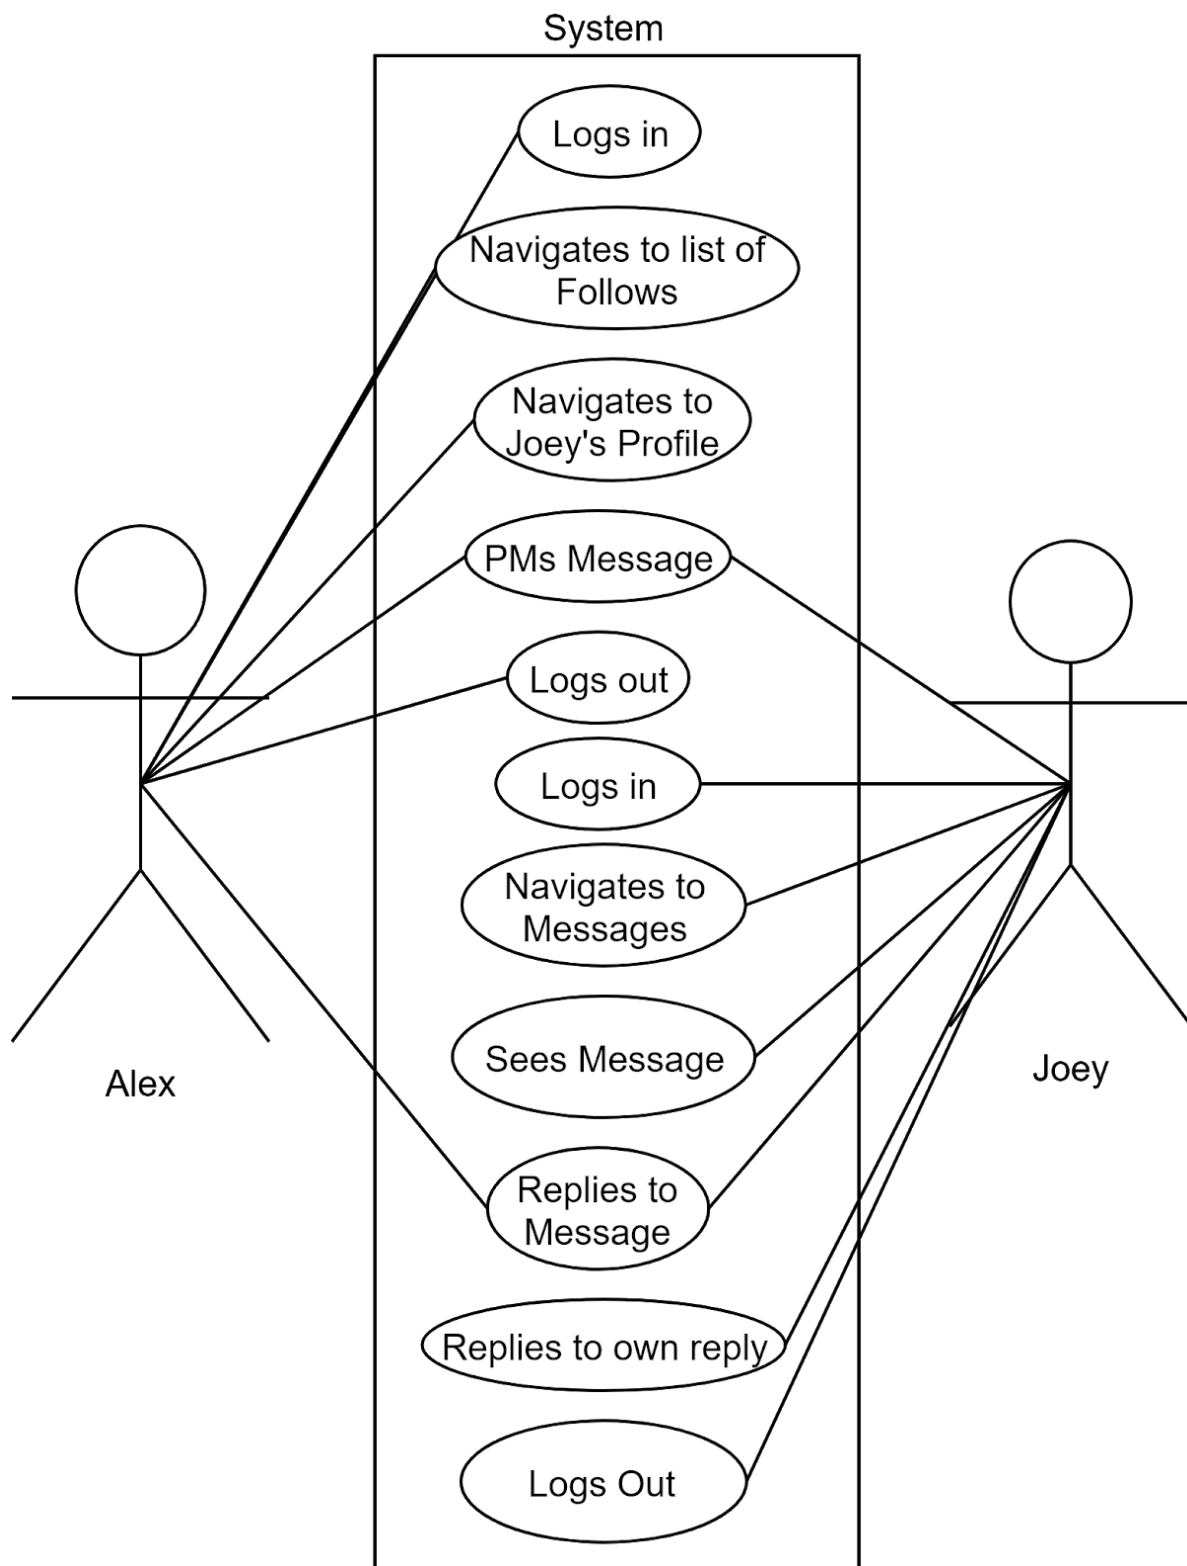 System
Logs in
Navigates to list of
Follows
Navigates to
Joey's Profile
PMs Message
Logs out
Logs in
Navigates to
Messages
Sees Message
Alex
Joey
Replies to
Message
Replies to own reply
Logs Out